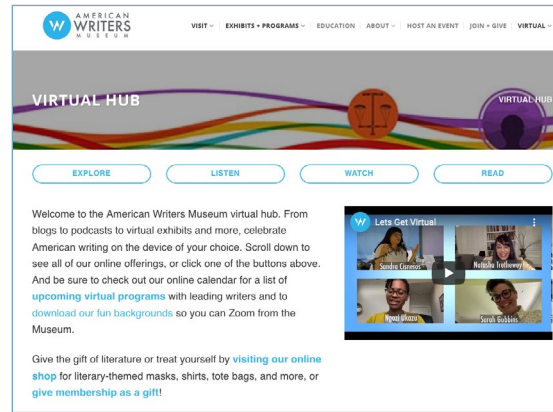 AMERICAN
WRITERS
MUSEUM
VISIT EXHIBITS + PROGRAMS EDUCATION ABOUT HOST AN EVENT JOIN + GIVE VIRTUAL
VIRTUAL HUB
VIRTUAL HUB
EXPLORE
LISTEN
WATCH
READ
Welcome to the American Writers Museum virtual hub. From
blogs to podcasts to virtual exhibits and more, celebrate
American writing on the device of your choice. Scroll down to
see all of our online offerings, or click one of the buttons above.
And be sure to check out our online calendar for a list of
upcoming virtual programs with leading writers and to
download our fun backgrounds so you can Zoom from the
Museum.
Give the gift of literature or treat yourself by visiting our online
shop for literary-themed masks, shirts, tote bags, and more, or
give membership as a gift!
W Lets Get Virtual
Sandra Cisneros
Natasha Trethewey
Ngozi Ukazu
Sarah Gubbins